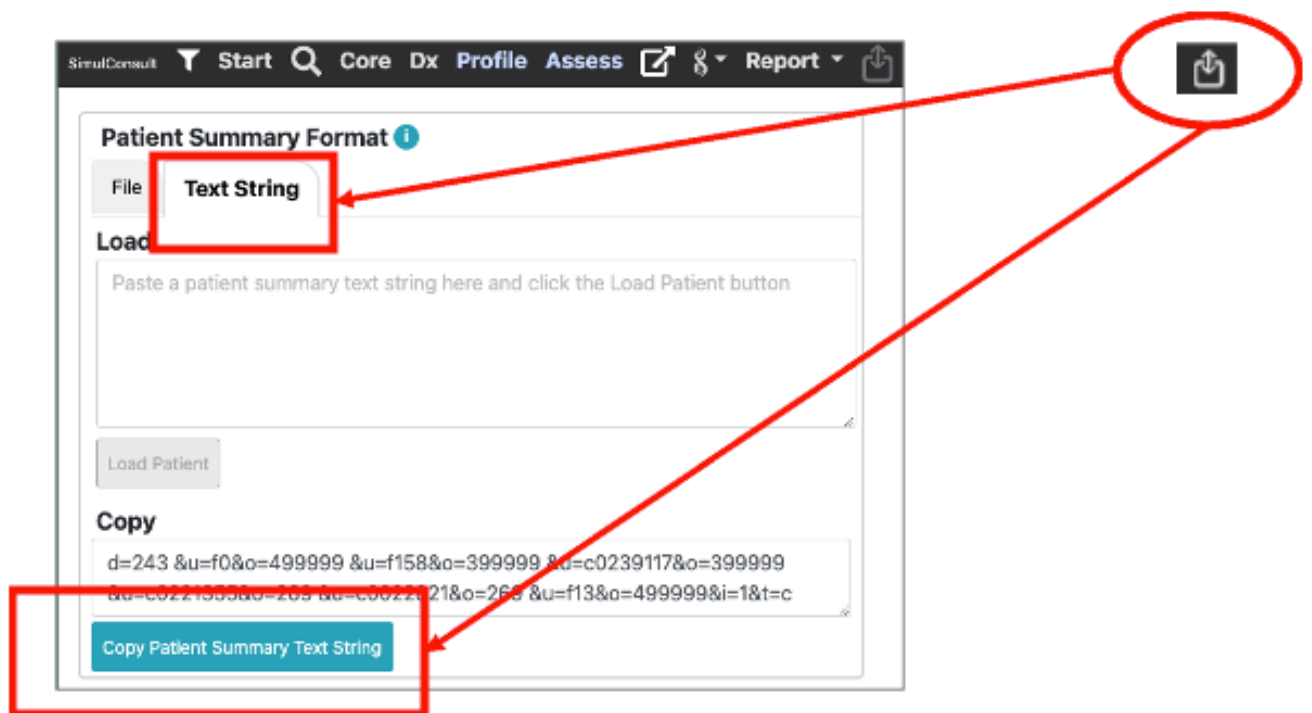 SimulConsult Start Core Dx Profile Assess 8 Report
Patient Summary Format i
File Text String
Load
Paste a patient summary text string here and click the Load Patient button
Load Patient
Copy
d=243 &u=f0&o=499999 &u=f158&o=399999 &u=c0239117&o=399999
&u=f13&o=499999&i=1&t=c
Copy Patient Summary Text String